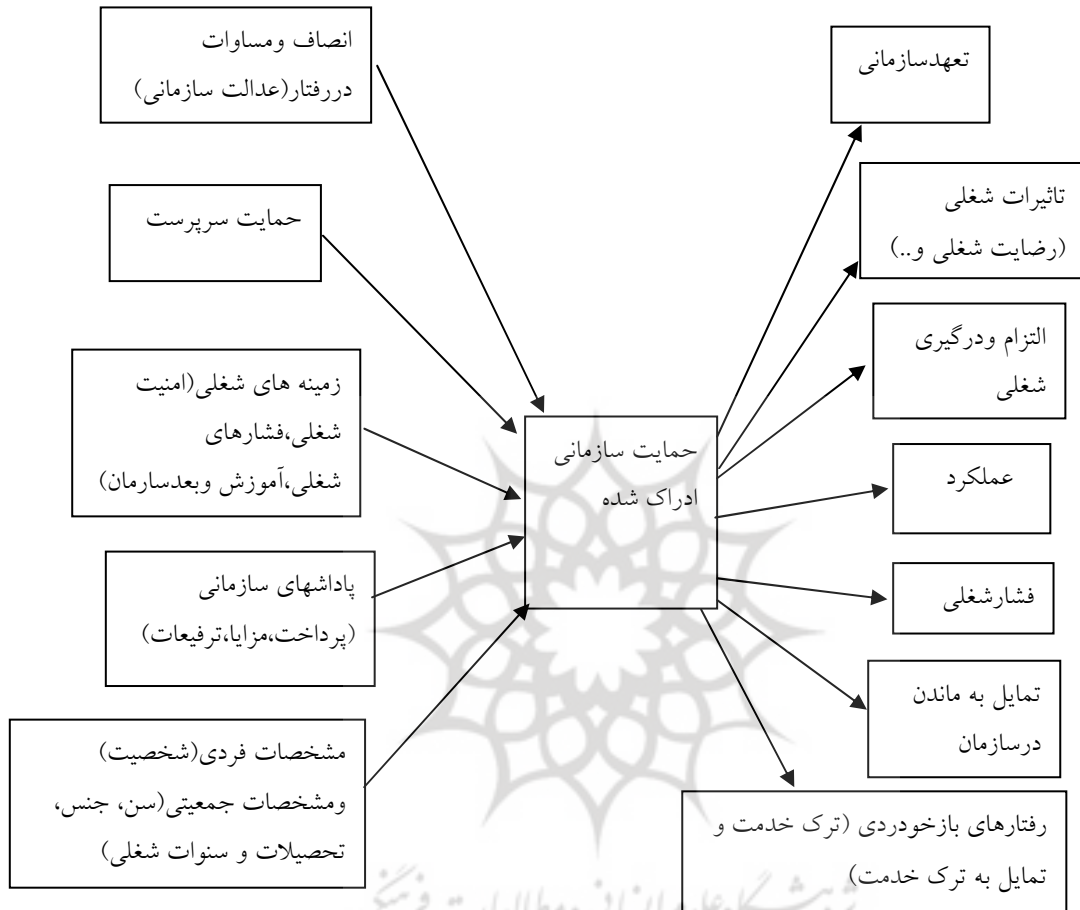 انصاف ومساوات
دررفتار(عدالت سازمانی)
حمایت سرپرست
زمینه های شغلی(امنیت
شغلی،فشارهای
شغلی،آموزش وبعدسارمان)
پاداشهای سازمانی
(پرداخت،مزایا،ترفیعات)
مشخصات فردی(شخصیت)
ومشخصات جمعیتی(سن، جنس،
تحصیلات و سنوات شغلی)
حمایت سازمانی
ادراک شده
تعهدسازمانی
تاثیرات شغلی
(رضایت شغلی و..)
التزام ودرگیری
شغلی
عملکرد
فشارشغلی
تمایل به ماندن
درسازمان
رفتارهای بازخودردی (ترک خدمت و
تمایل به ترک خدمت)